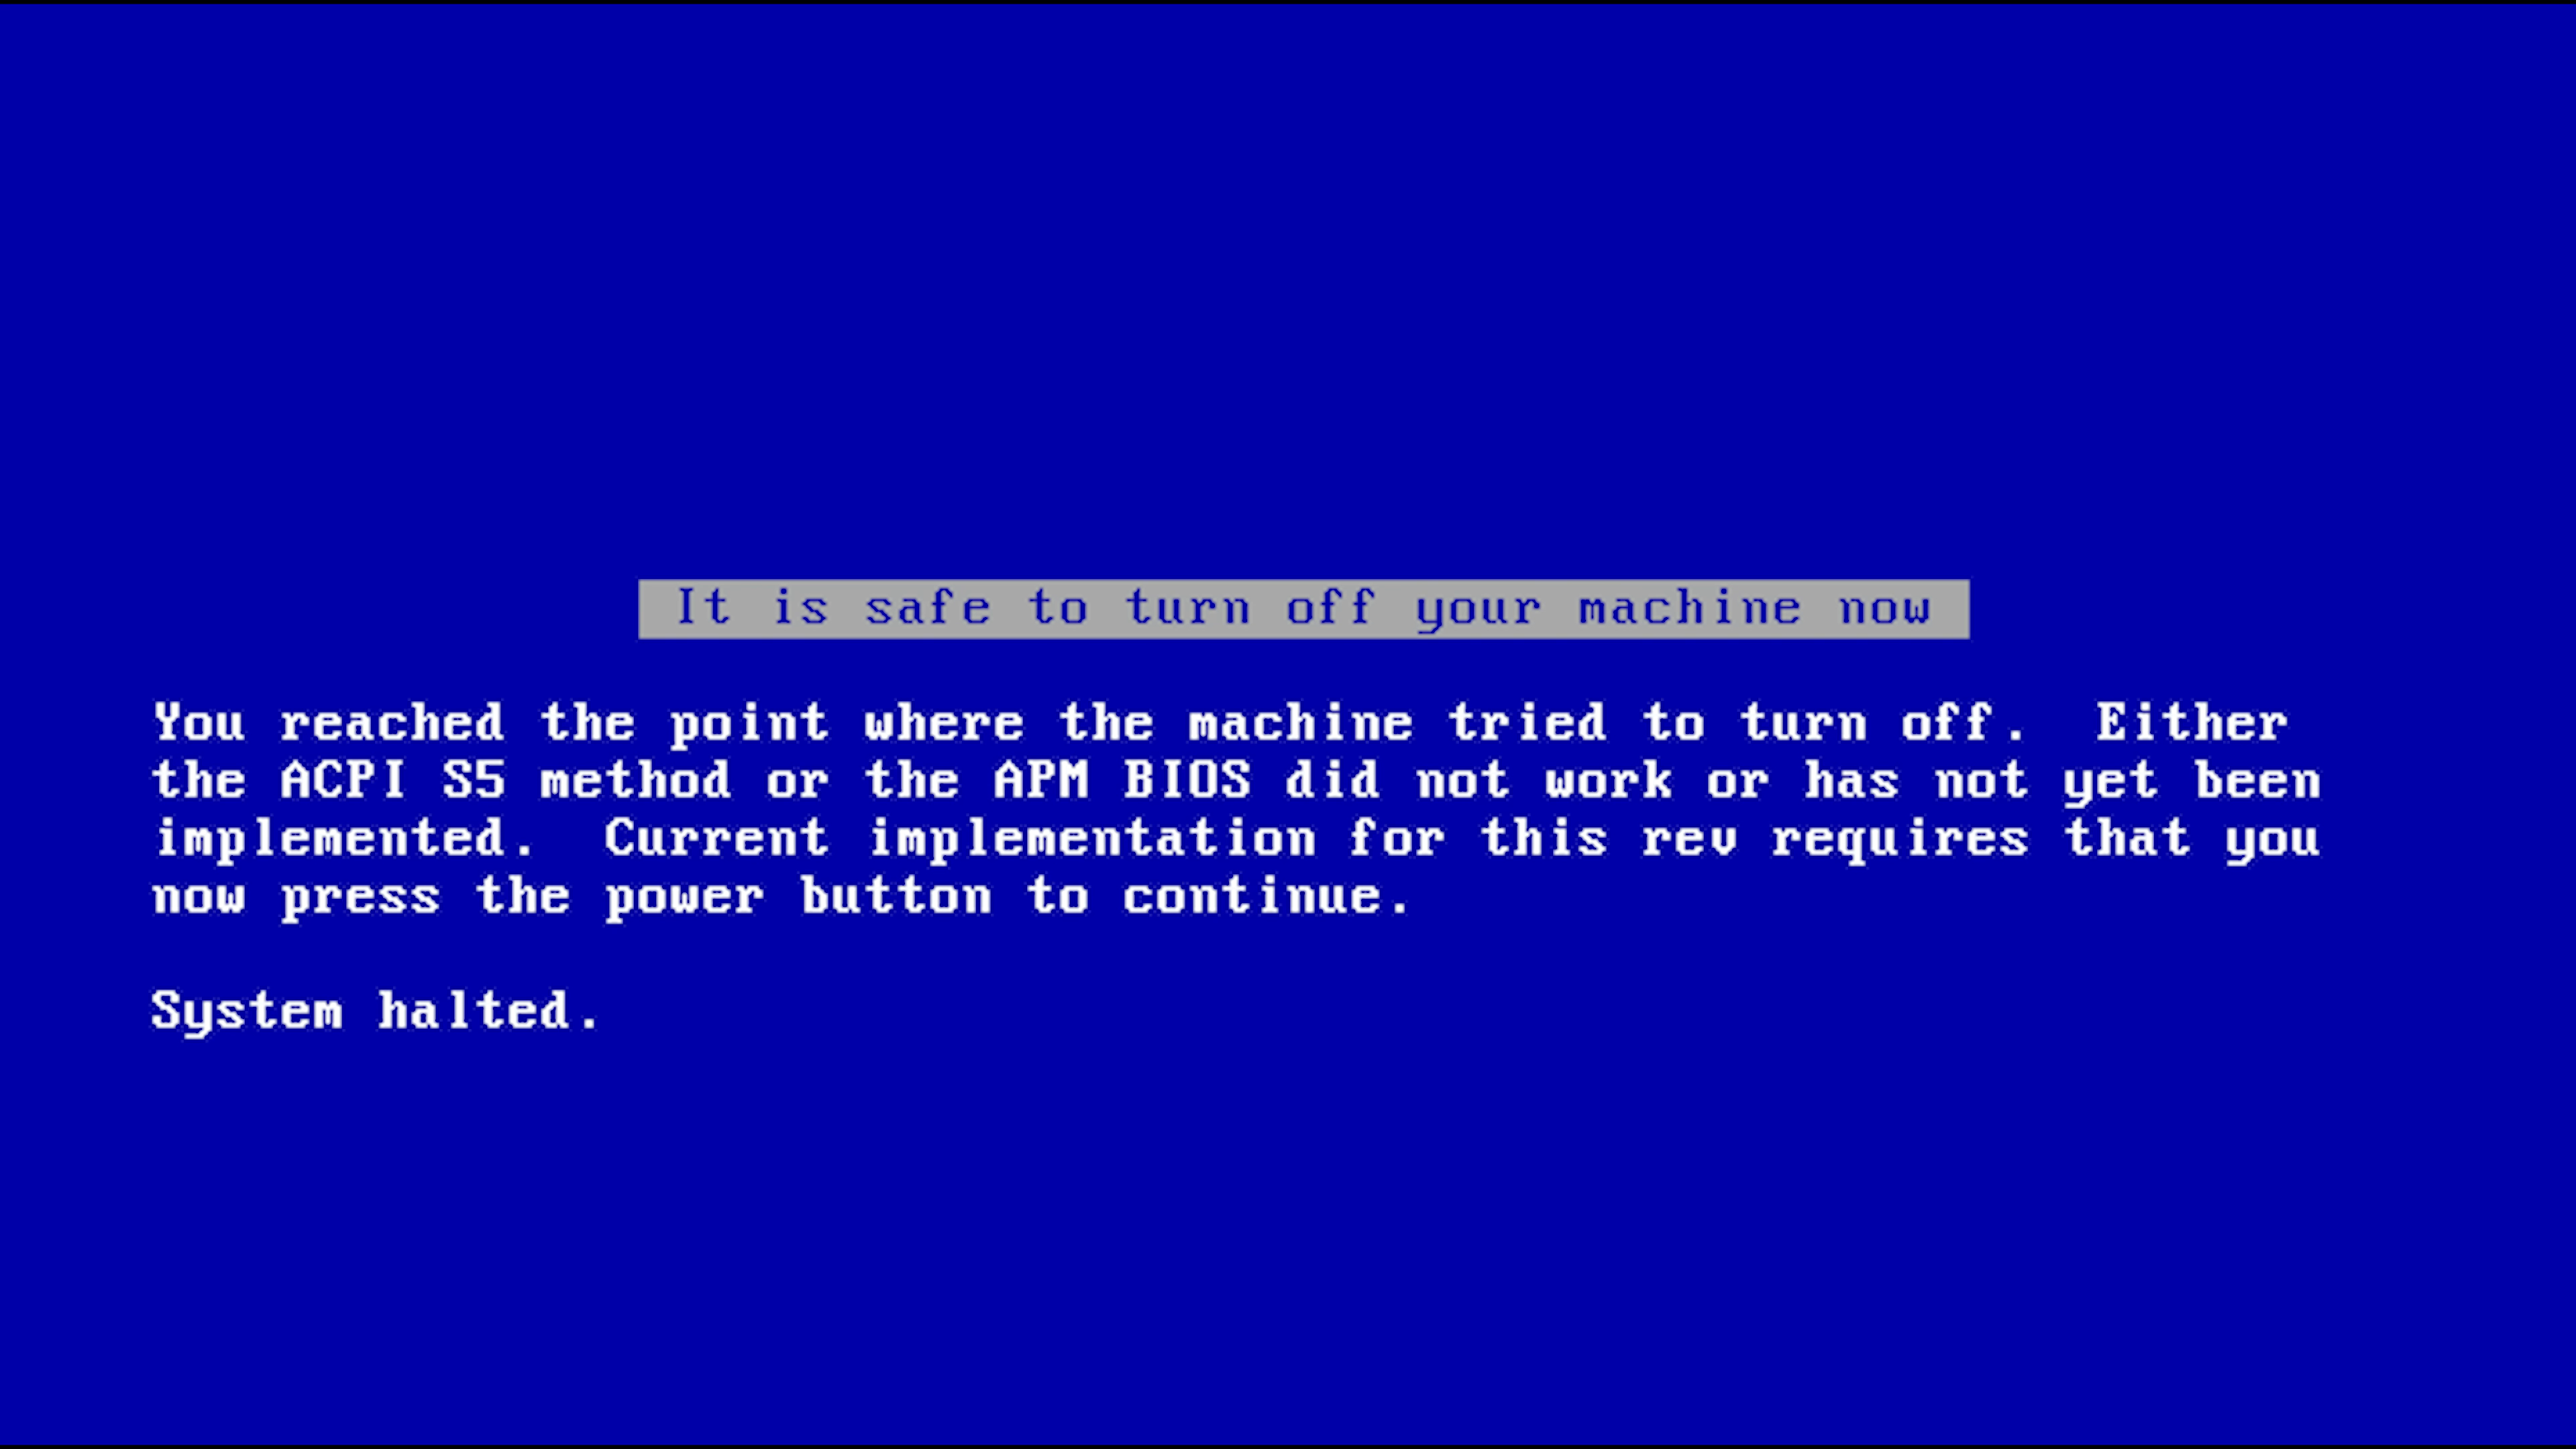 It is safe to turn off your machine now
You reached the point where the machine tried to turn off.  Either
the ACPI S5 method or the APM BIOS did not work or has not yet been
implemented.  Current implementation for this rev requires that you
now press the power button to continue.
System halted.